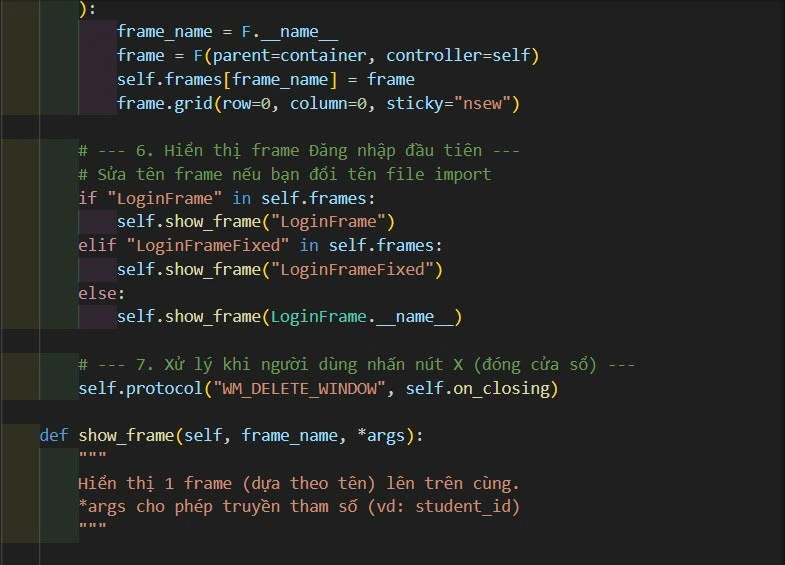 ):
frame_name = F.__name__
frame = F(parent=container, controller=self)
self.frames[frame_name] = frame
frame.grid(row=0, column=0, sticky="nsew")
# --- 6. Hiển thị frame Đăng nhập đầu tiên ---
# Sửa tên frame nếu bạn đổi tên file import
if "LoginFrame" in self.frames:
self.show_frame("LoginFrame")
elif "LoginFrameFixed" in self.frames:
self.show_frame("LoginFrameFixed")
else:
self.show_frame(LoginFrame.__name__)
# --- 7. Xử lý khi người dùng nhấn nút X (đóng cửa sổ) ---
self.protocol("WM_DELETE_WINDOW", self.on_closing)
def show_frame(self, frame_name, *args):
"""
Hiển thị 1 frame (dựa theo tên) lên trên cùng.
*args cho phép truyền tham số (vd: student_id)
"""